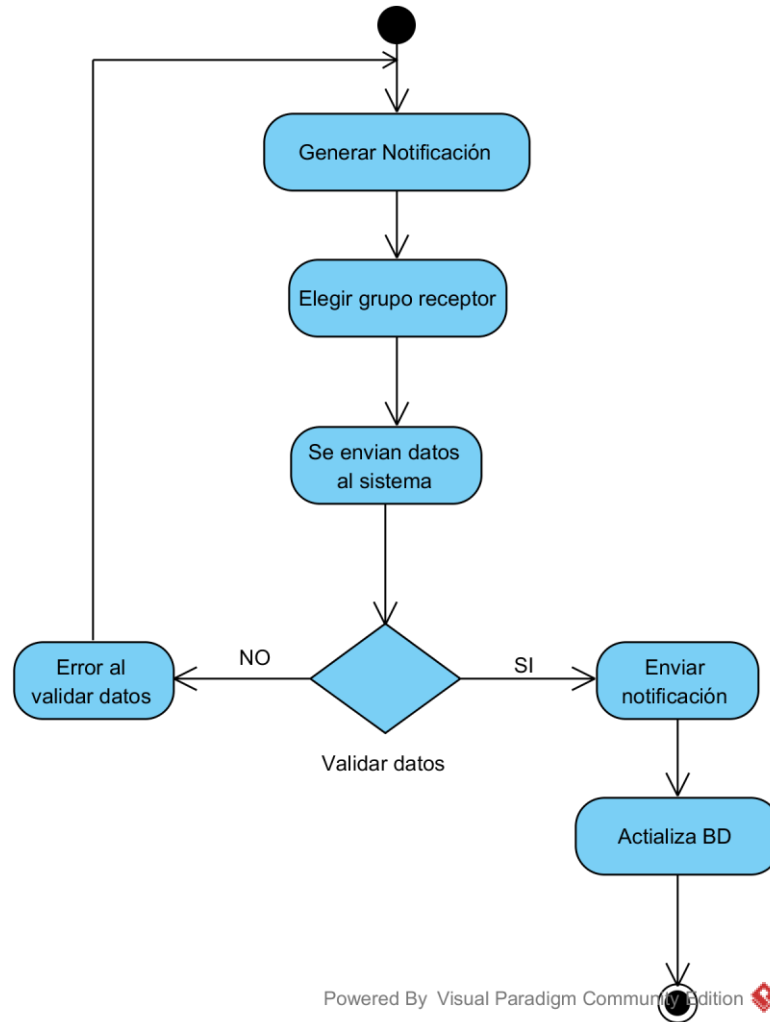 Generar Notificación
Elegir grupo receptor
Se envian datos
al sistema
NO
SI
Error al
validar datos
Enviar
notificación
Validar datos
Actializa BD
Powered By Visual Paradigm Community Edition